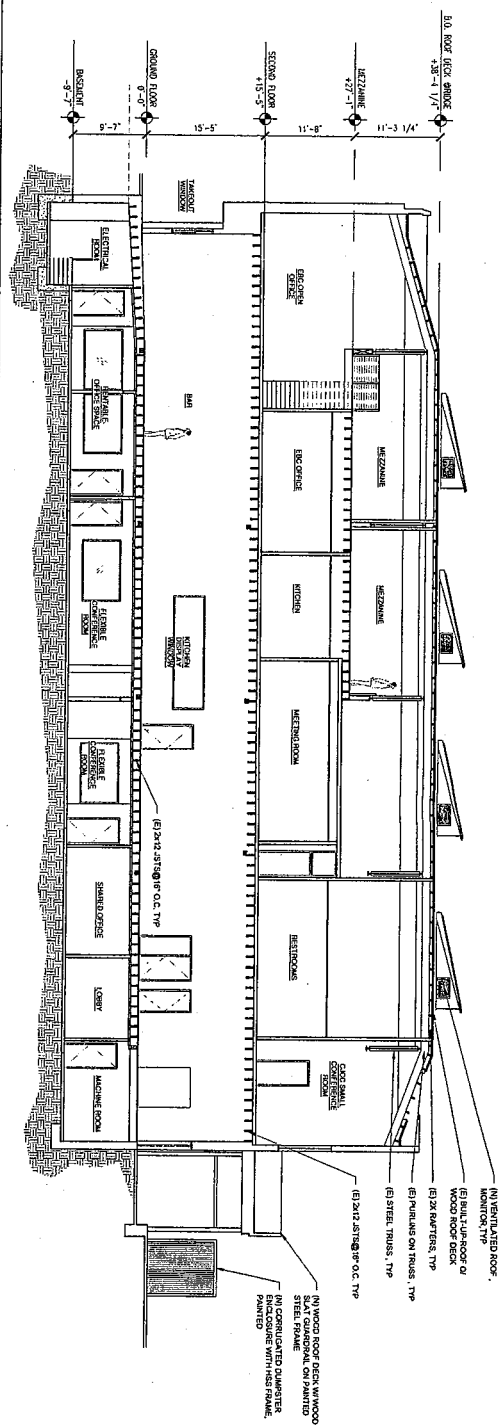 B.O. ROOF DECK @RIDGE
+38'-4 1/4"
MEZZANINE
+27'-1"
SECOND FLOOR
+15'-5"
GROUND FLOOR
0'-0"
BASEMENT
-9'-7"
11'-3 1/4"
11'-8"
15'-5"
9'-7"
(N) VENTILATED ROOF
MONITOR, TYP
(E) BUILT-UP-ROOF O/
WOOD ROOF DECK
(E) 2X RAFTERS, TYP
(E) PURLINS ON TRUSS, TYP
(E) STEEL TRUSS, TYP
(E) 2x12 JSTS@16" O.C. TYP
(N) WOOD ROOF DECK W/ WOOD
SLAT GUARDRAIL ON PAINTED
STEEL FRAME
(N) CORRUGATED DUMPSTER
ENCLOSURE WITH HSS FRAME,
PAINTED
MEZZANINE
MEZZANINE
EBC OPEN
OFFICE
EBC OFFICE
KITCHEN
MEETING ROOM
RESTROOMS
CJCC SMALL
CONFERENCE
ROOM
TAKEOUT
WINDOW
BAR
KITCHEN
DISPLAY
WINDOW
(E) 2x12 JSTS@16" O.C. TYP
ELECTRICAL
ROOM
RENTABLE
OFFICE SPACE
FLEXIBLE
CONFERENCE
ROOM
FLEXIBLE
CONFERENCE
ROOM
SHARED OFFICE
LOBBY
MACHINE ROOM